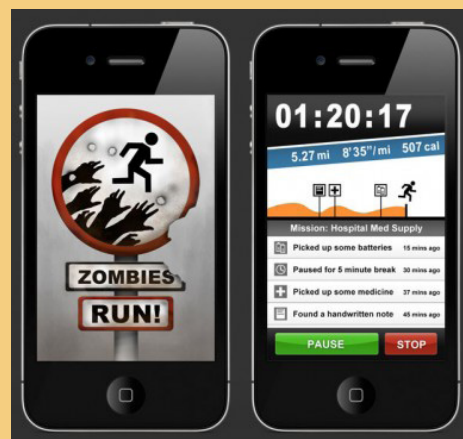 ZOMBIES
RUN!
01:20:17
5.27 mi 8'35"/mi 507 cal
Mission: Hospital Med Supply
Picked up some batteries 15 mins ago
Paused for 5 minute break 30 mins ago
Picked up some medicine 37 mins ago
Found a handwritten note 45 mins ago
PAUSE STOP